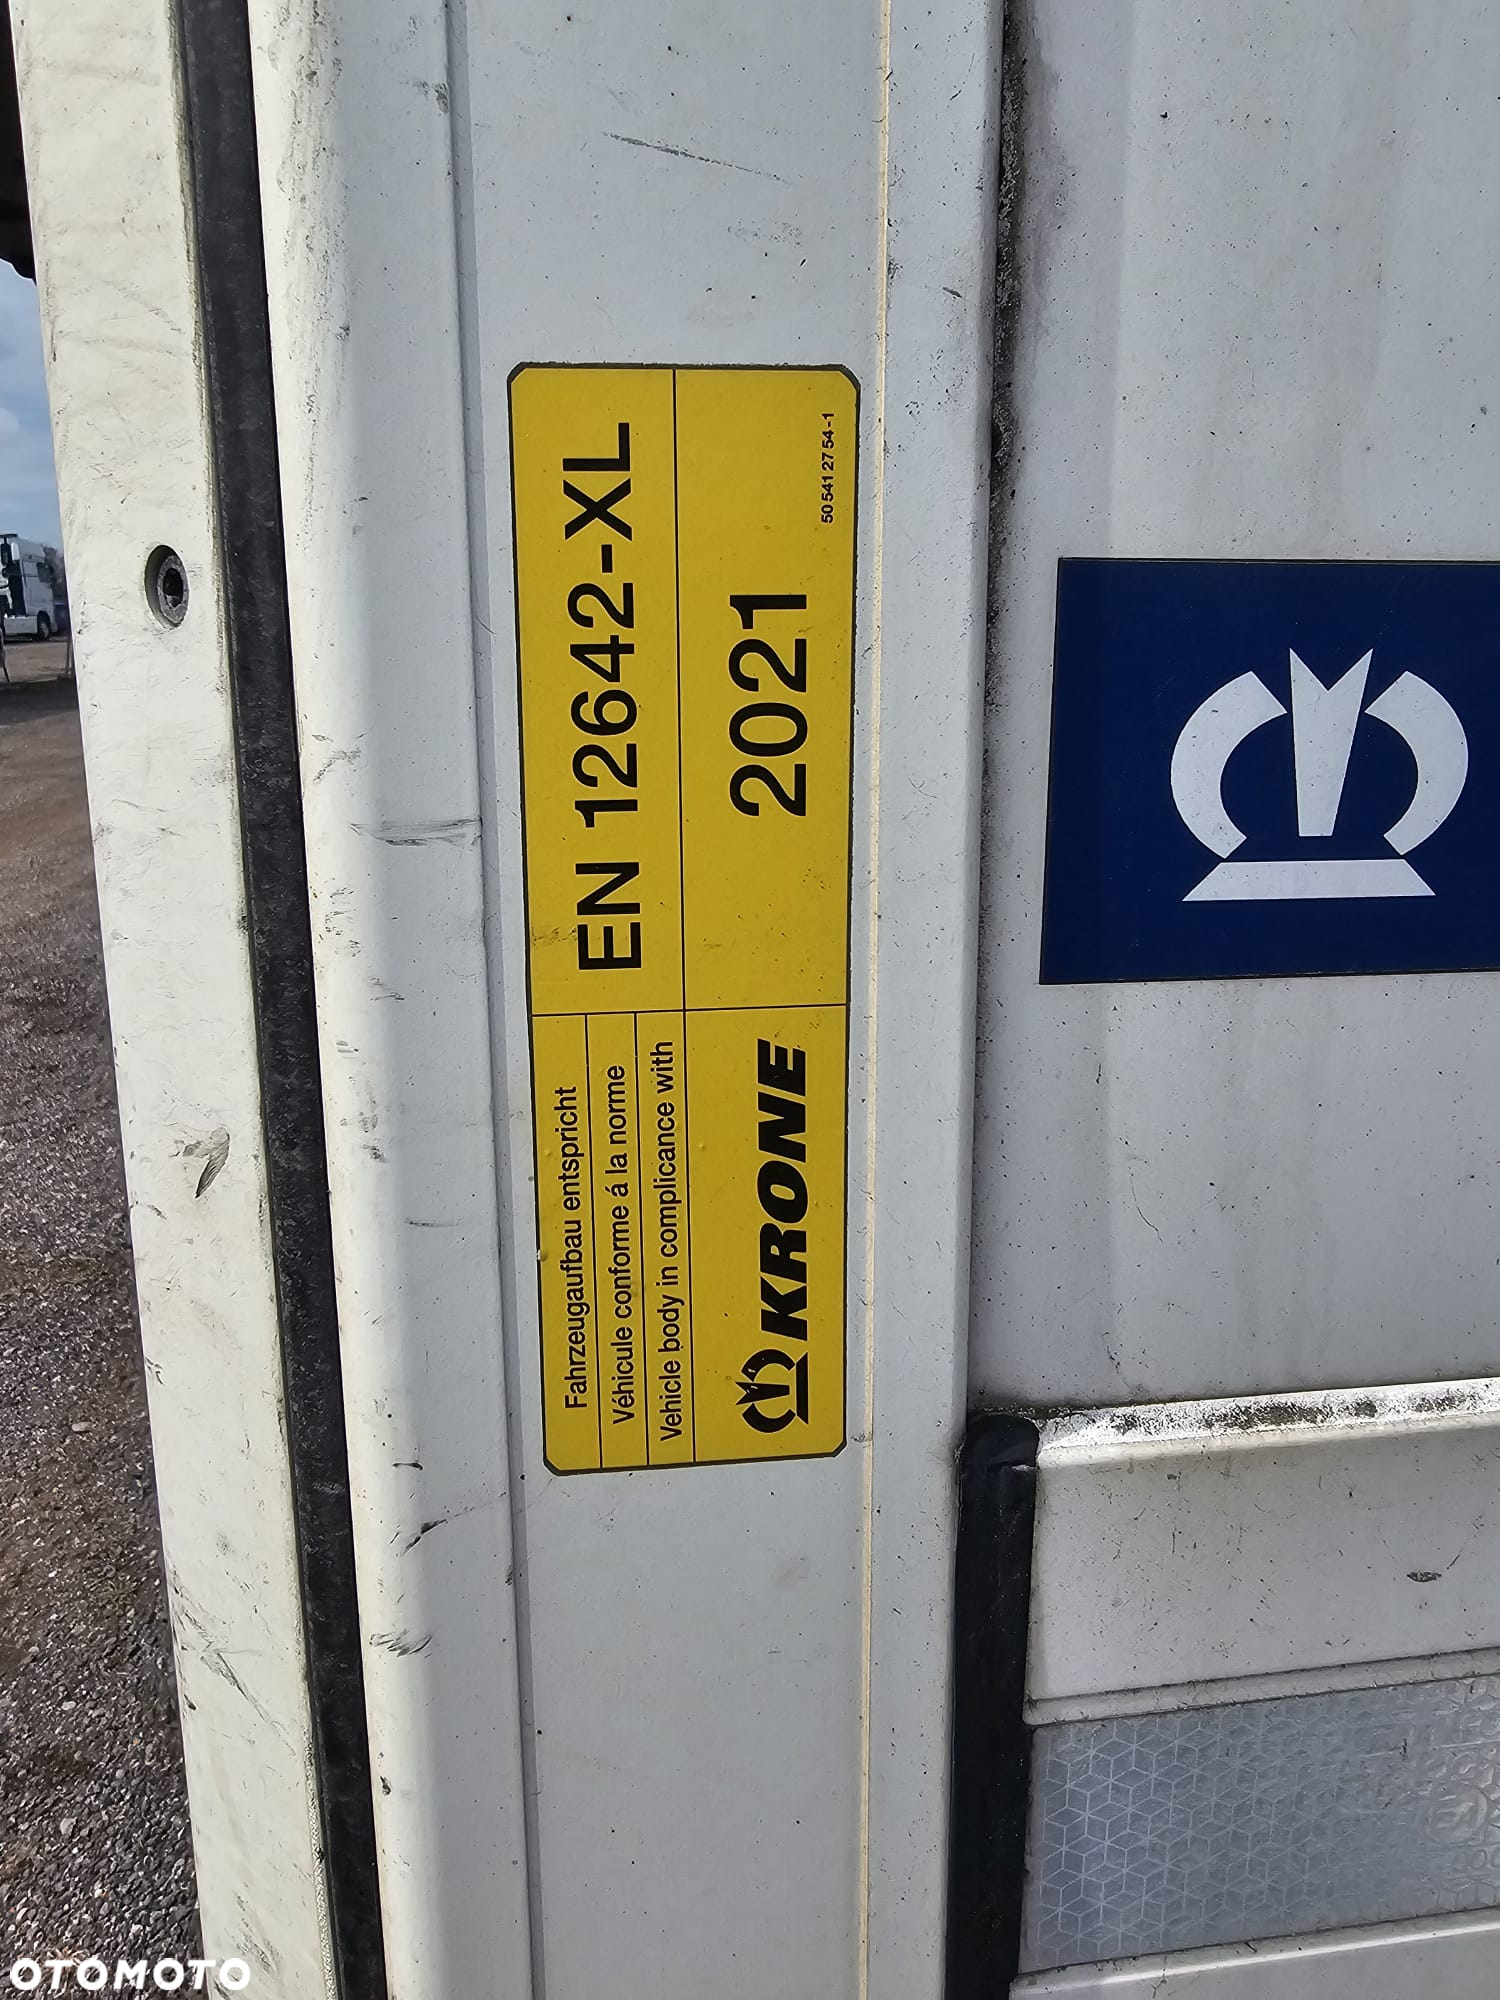 Fahrzeugaufbau entspricht
Véhicule conforme á la norme
Vehicle body in complicance with
EN 12642-XL
KRONE
2021
50 541 27 54 -1
OTOMOTO